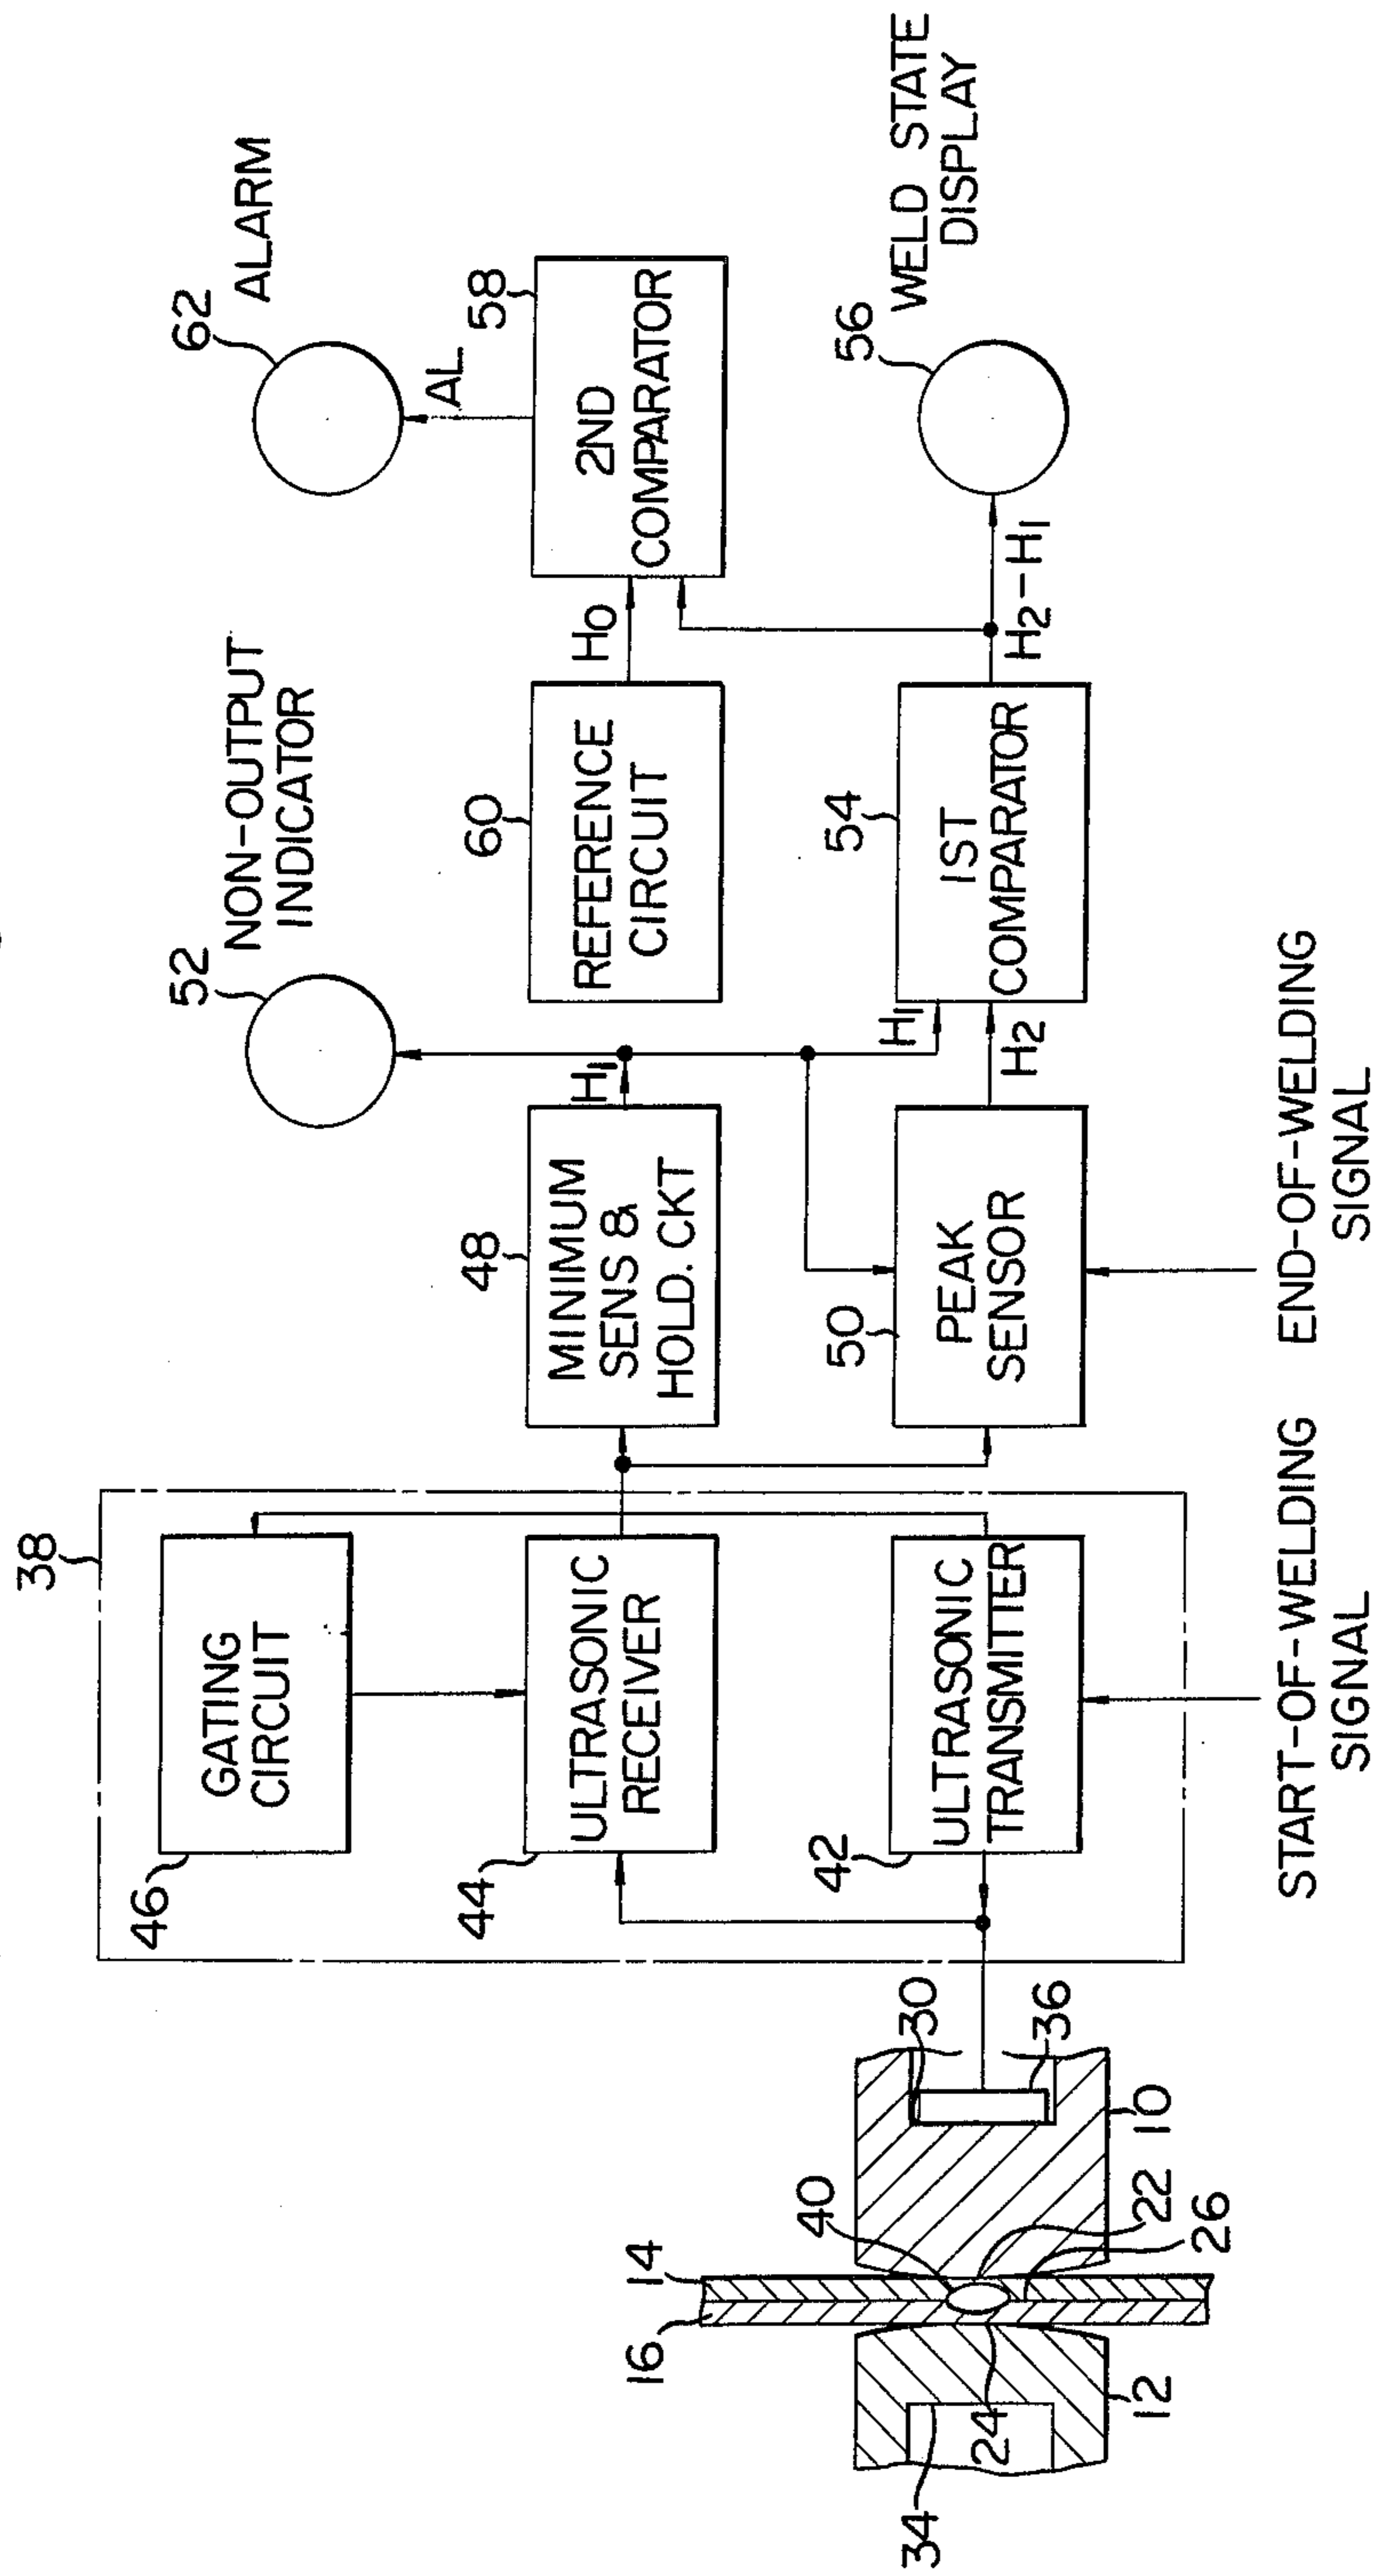 38
46
GATING
CIRCUIT
44
ULTRASONIC
RECEIVER
42
ULTRASONIC
TRANSMITTER
START-OF-WELDING
SIGNAL
END-OF-WELDING
SIGNAL
48
MINIMUM
SENS &
HOLD. CKT
H1
50
PEAK
SENSOR
H2
H1
52
NON-OUTPUT
INDICATOR
60
REFERENCE
CIRCUIT
H0
54
1ST
COMPARATOR
H2-H1
62
ALARM
AL
58
2ND
COMPARATOR
56
WELD STATE
DISPLAY
16
14
40
30
36
10
22
26
24
12
34